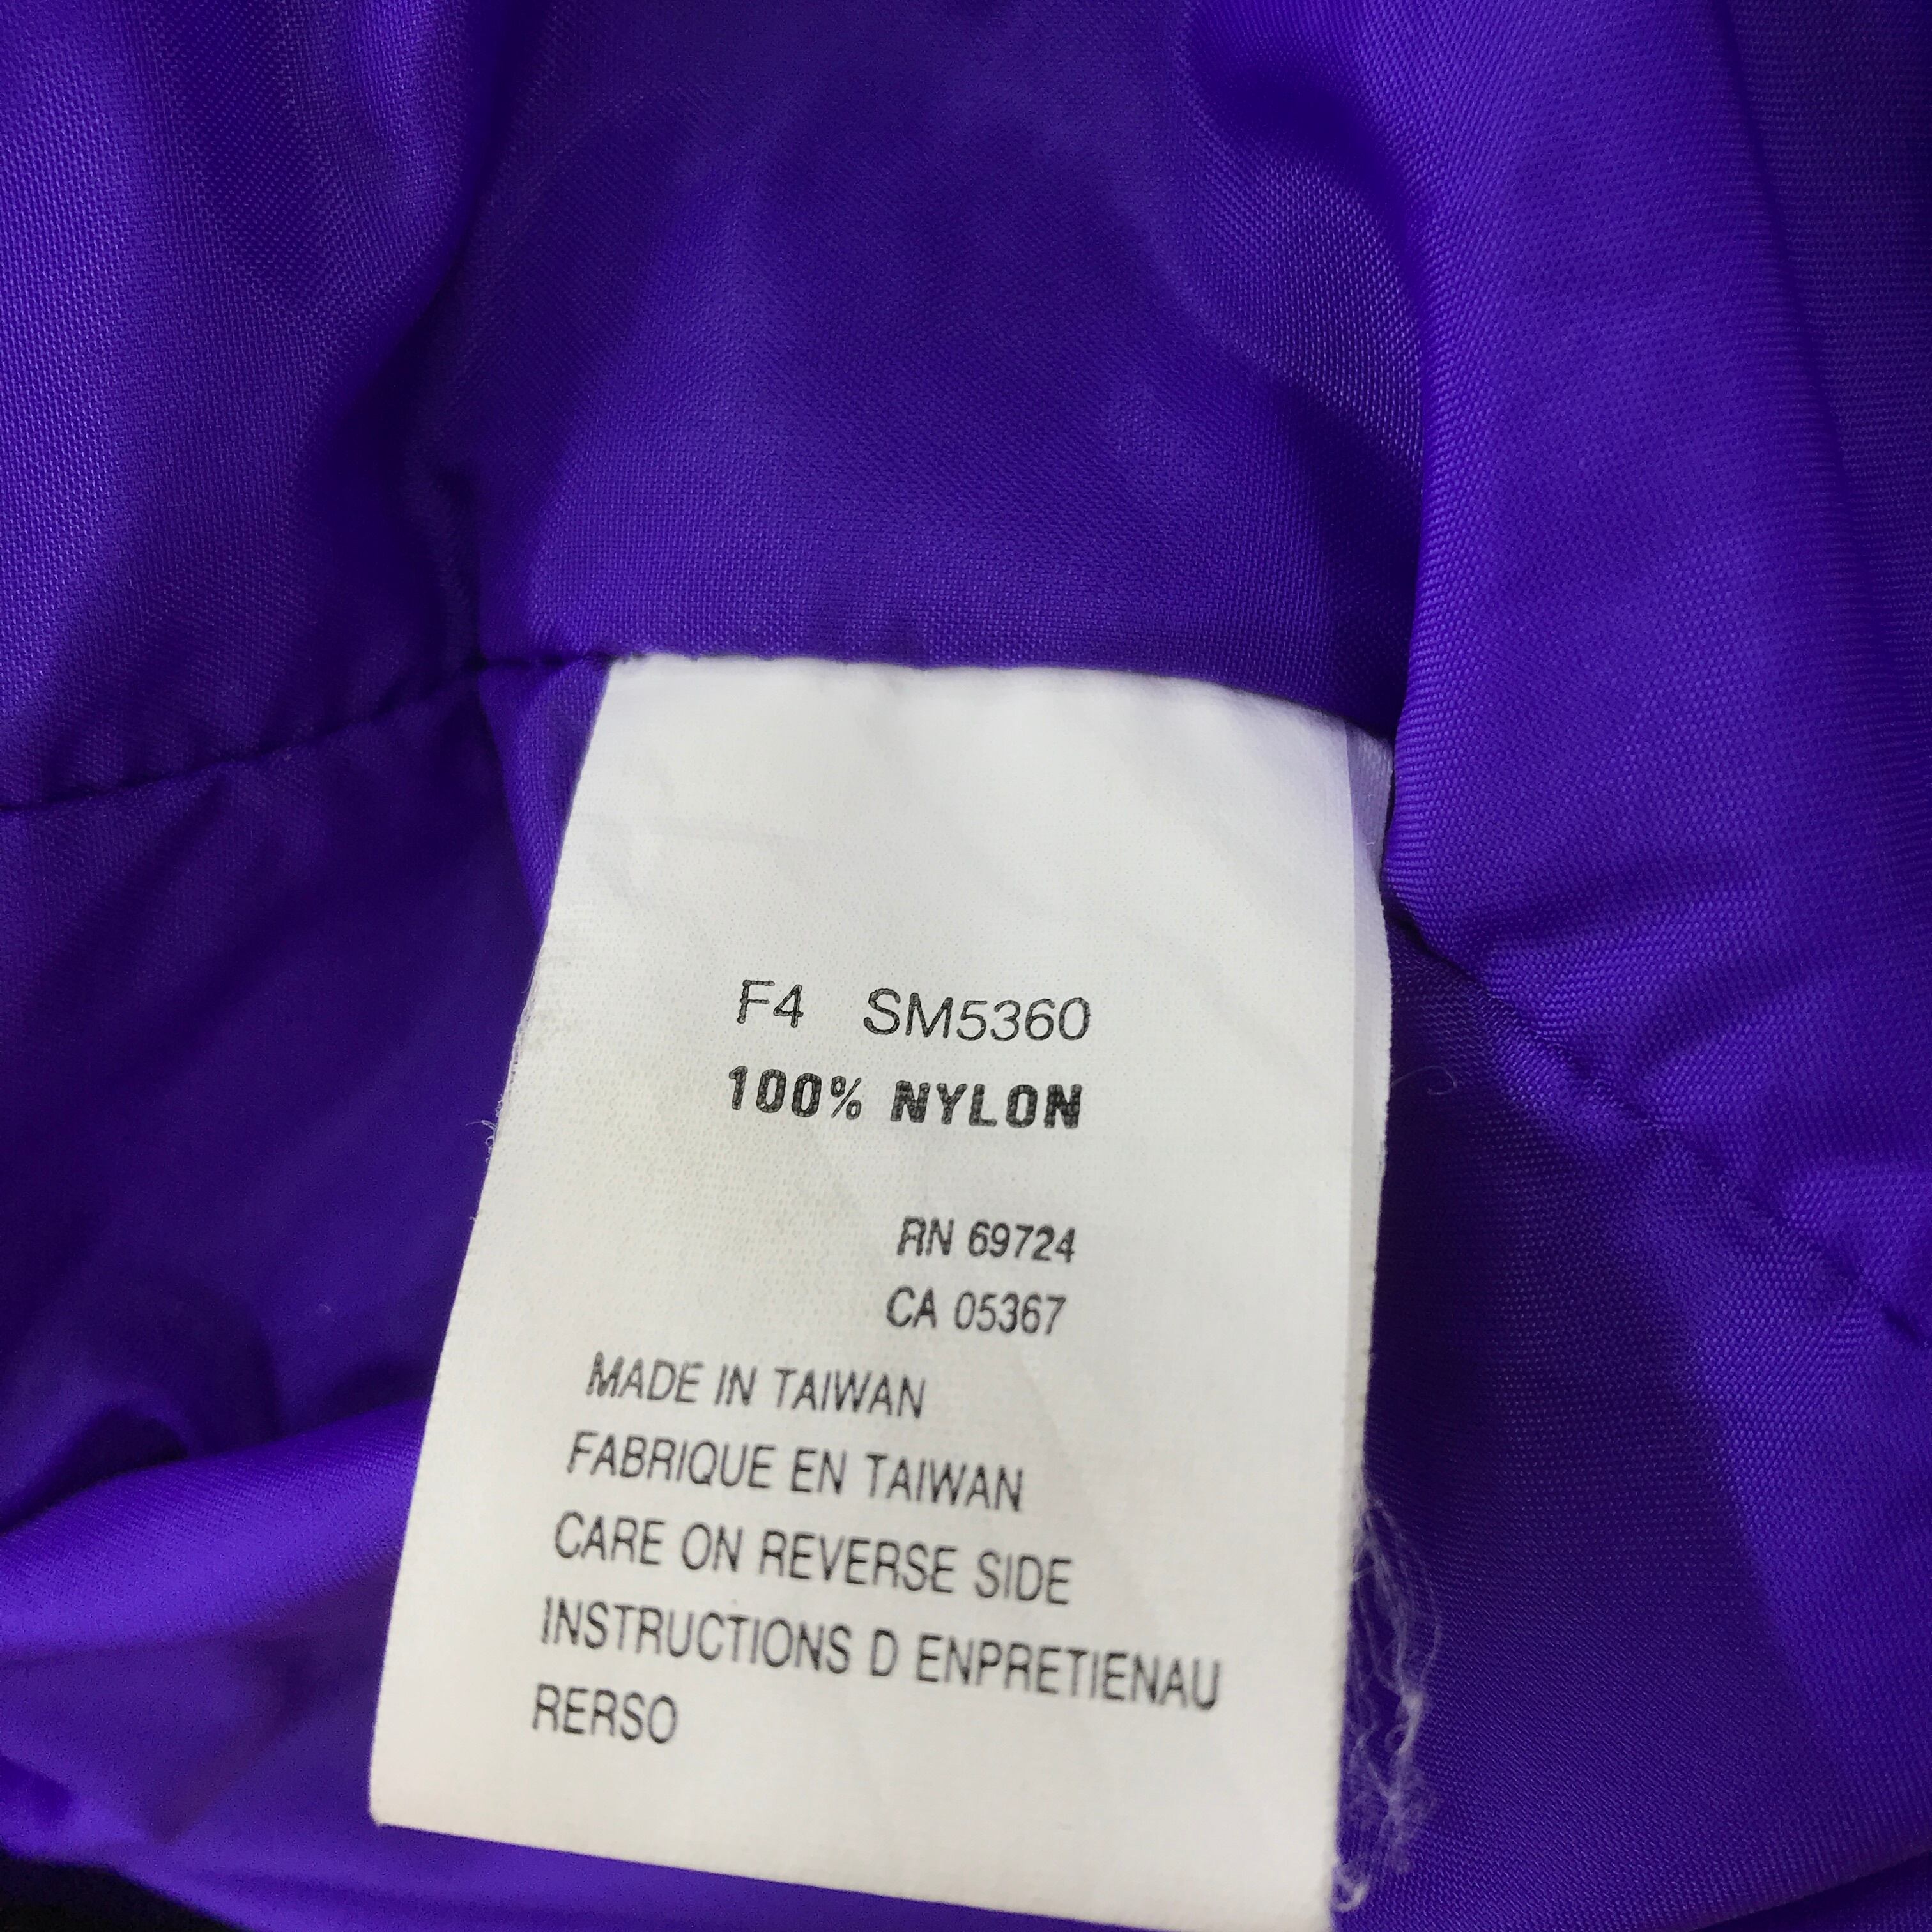 F4 SM5360
100% NYLON
RN 69724
CA 05367
MADE IN TAIWAN
FABRIQUE EN TAIWAN
CARE ON REVERSE SIDE
INSTRUCTIONS D ENPRETIENAU
RERSO